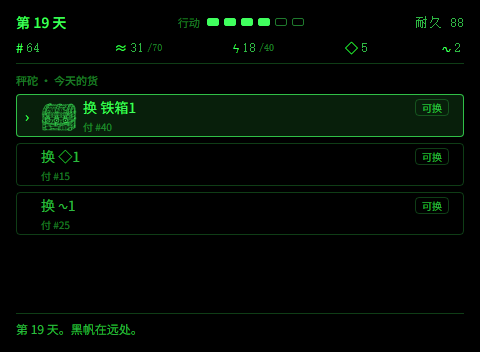 第 19 天 行动 耐久 88
# 64 ≈ 31 /70 ϟ 18 /40 ◇ 5 ∿ 2
秤砣 · 今天的货
› 换 铁箱1 可换
付 #40
换 ◇1 可换
付 #15
换 ∿1 可换
付 #25
第 19 天。黑帆在远处。